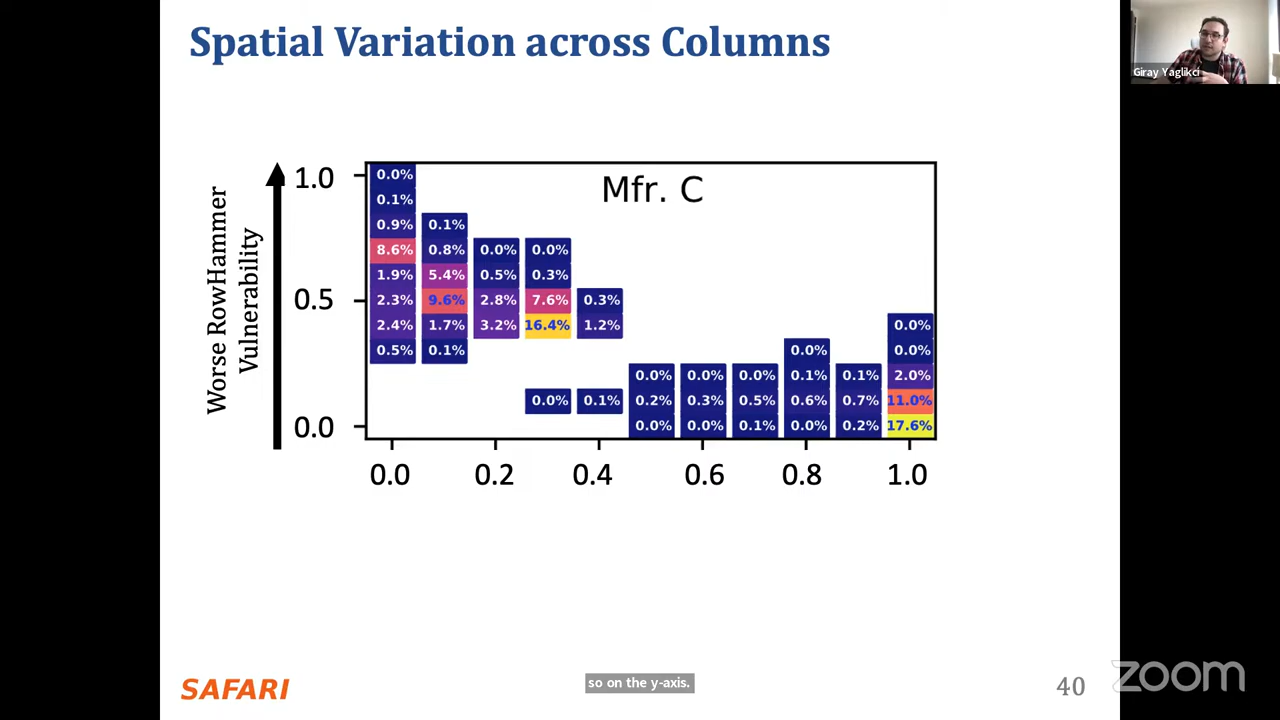 Spatial Variation across Columns
Giray Yaglikci
Worse RowHammer
Vulnerability
Mfr. C
1.0
0.5
0.0
0.0%
0.1%
0.9% 0.1%
8.6% 0.8% 0.0% 0.0%
1.9% 5.4% 0.5% 0.3%
2.3% 9.6% 2.8% 7.6% 0.3%
2.4% 1.7% 3.2% 16.4% 1.2% 0.0%
0.5% 0.1% 0.0% 0.0%
0.0% 0.0% 0.0% 0.1% 0.1% 2.0%
0.0% 0.1% 0.2% 0.3% 0.5% 0.6% 0.7% 11.0%
0.0% 0.0% 0.1% 0.0% 0.2% 17.6%
0.0 0.2 0.4 0.6 0.8 1.0
SAFARI
so on the y-axis.
40
zoom